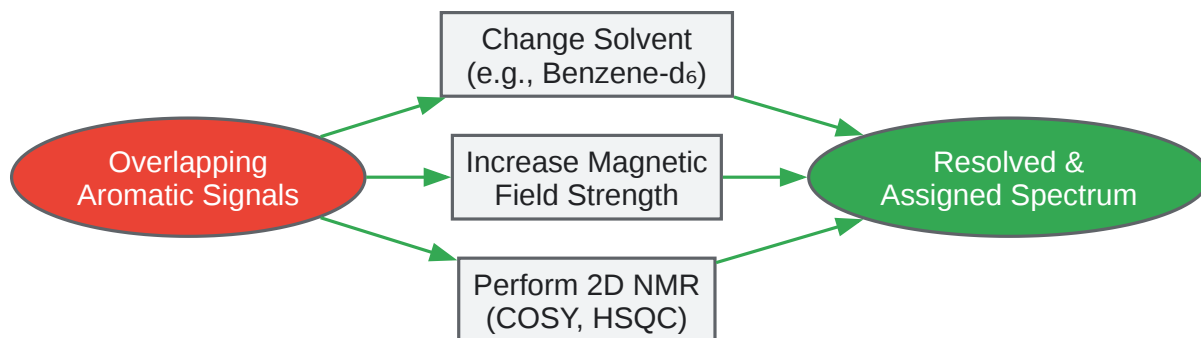 Change Solvent
(e.g., Benzene-d₆)
Overlapping
Aromatic Signals
Increase Magnetic
Field Strength
Resolved &
Assigned Spectrum
Perform 2D NMR
(COSY, HSQC)